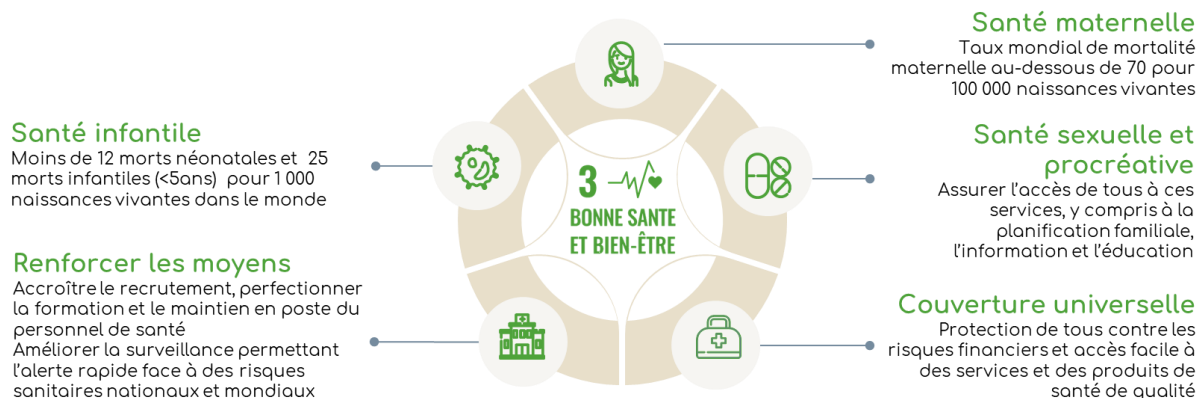 Santé maternelle
Taux mondial de mortalité
maternelle au-dessous de 70 pour
100 000 naissances vivantes
Santé infantile
Moins de 12 morts néonatales et 25
morts infantiles (<5ans) pour 1 000
naissances vivantes dans le monde
3
BONNE SANTE
ET BIEN-ÊTRE
Santé sexuelle et
procréative
Assurer l’accès de tous à ces
services, y compris à la
planification familiale,
l’information et l’éducation
Renforcer les moyens
Accroître le recrutement, perfectionner
la formation et le maintien en poste du
personnel de santé
Améliorer la surveillance permettant
l’alerte rapide face à des risques
sanitaires nationaux et mondiaux
Couverture universelle
Protection de tous contre les
risques financiers et accès facile à
des services et des produits de
santé de qualité